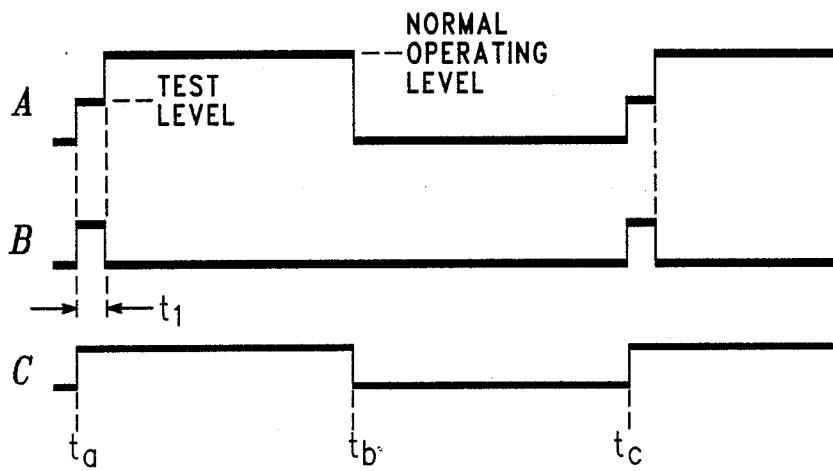 NORMAL
OPERATING
LEVEL
TEST
LEVEL
A
B
t1
C
ta
tb
tc